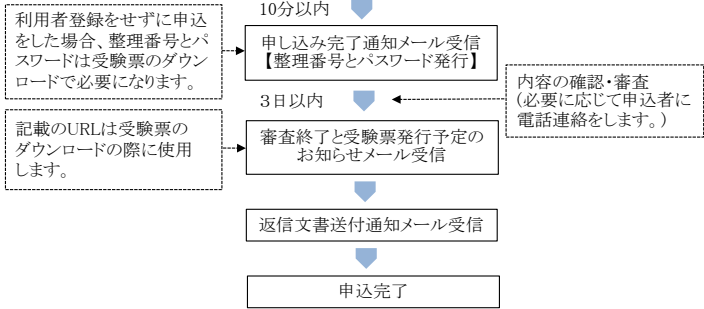 10分以内
利用者登録をせずに申込
をした場合、整理番号とパ
スワードは受験票のダウン
ロードで必要になります。
申し込み完了通知メール受信
【整理番号とパスワード発行】
3日以内
内容の確認・審査
(必要に応じて申込者に
電話連絡をします。)
記載のURLは受験票の
ダウンロードの際に使用
します。
審査終了と受験票発行予定の
お知らせメール受信
返信文書送付通知メール受信
申込完了